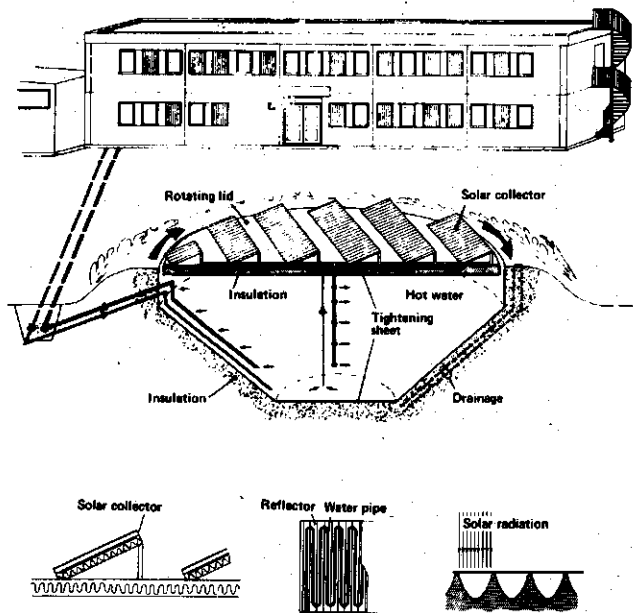 Rotating lid
Solar collector
Insulation
Hot water
Tightening
sheet
Insulation
Drainage
Solar collector
Reflector
Water pipe
Solar radiation